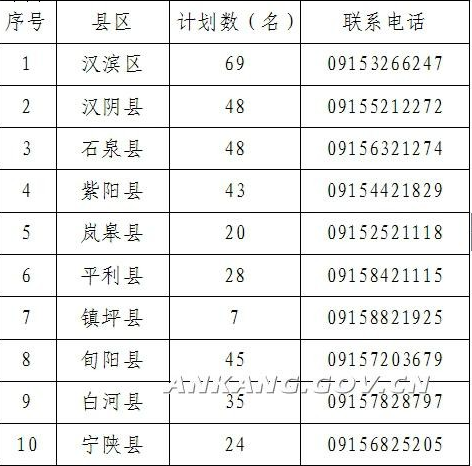 序号 县区 计划数（名） 联系电话
1 汉滨区 69 09153266247
2 汉阴县 48 09155212272
3 石泉县 48 09156321274
4 紫阳县 43 09154421829
5 岚皋县 20 09152521118
6 平利县 28 09158421115
7 镇坪县 7 09158821925
8 旬阳县 45 09157203679
ANKANG.GOV.CN
9 白河县 35 09157828797
10 宁陕县 24 09156825205